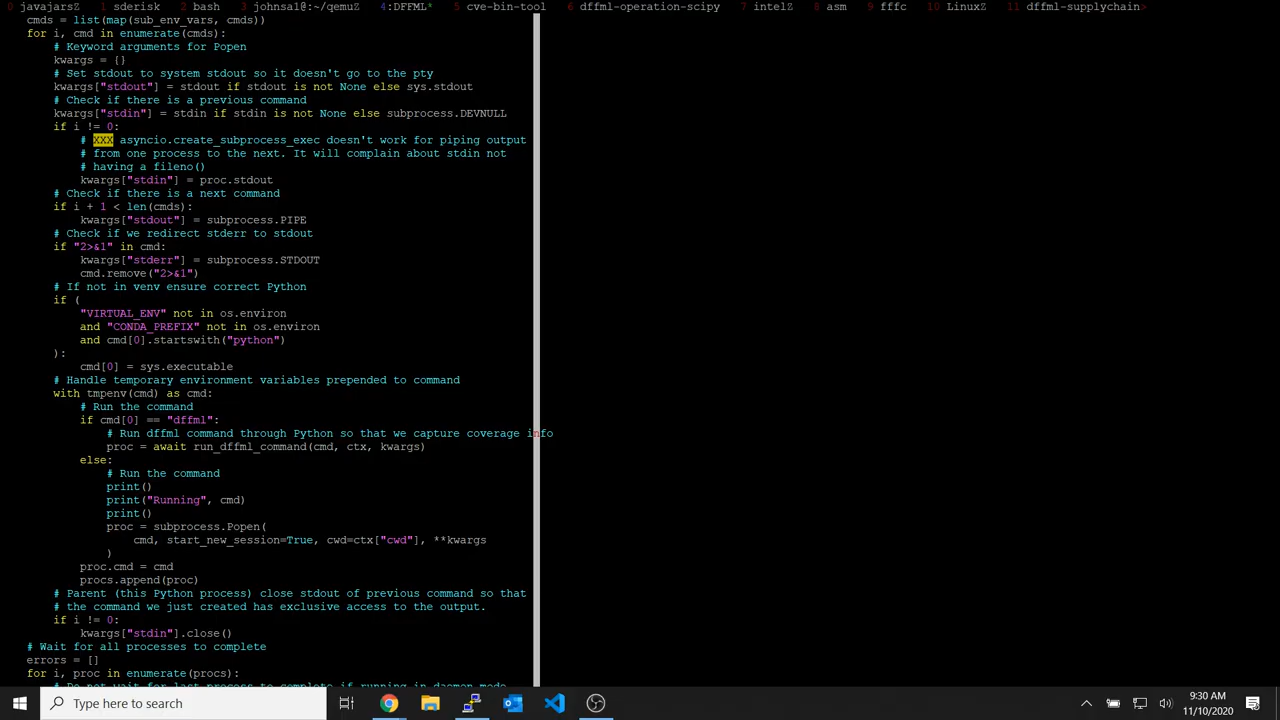 0 javajarsZ 1 sderisk 2 bash 3 johnsal@:~/qemuZ 4:DFFML* 5 cve-bin-tool 6 dffml-operation-scipy 7 intelZ 8 asm 9 fffc 10 LinuxZ 11 dffml-supplychain>
cmds = list(map(sub_env_vars, cmds))
for i, cmd in enumerate(cmds):
# Keyword arguments for Popen
kwargs = {}
# Set stdout to system stdout so it doesn't go to the pty
kwargs["stdout"] = stdout if stdout is not None else sys.stdout
# Check if there is a previous command
kwargs["stdin"] = stdin if stdin is not None else subprocess.DEVNULL
if i != 0:
# XXX asyncio.create_subprocess_exec doesn't work for piping output
# from one process to the next. It will complain about stdin not
# having a fileno()
kwargs["stdin"] = proc.stdout
# Check if there is a next command
if i + 1 < len(cmds):
kwargs["stdout"] = subprocess.PIPE
# Check if we redirect stderr to stdout
if "2>&1" in cmd:
kwargs["stderr"] = subprocess.STDOUT
cmd.remove("2>&1")
# If not in venv ensure correct Python
if (
"VIRTUAL_ENV" not in os.environ
and "CONDA_PREFIX" not in os.environ
and cmd[0].startswith("python")
):
cmd[0] = sys.executable
# Handle temporary environment variables prepended to command
with tmpenv(cmd) as cmd:
# Run the command
if cmd[0] == "dffml":
# Run dffml command through Python so that we capture coverage info
proc = await run_dffml_command(cmd, ctx, kwargs)
else:
# Run the command
print()
print("Running", cmd)
print()
proc = subprocess.Popen(
cmd, start_new_session=True, cwd=ctx["cwd"], **kwargs
)
proc.cmd = cmd
procs.append(proc)
# Parent (this Python process) close stdout of previous command so that
# the command we just created has exclusive access to the output.
if i != 0:
kwargs["stdin"].close()
# Wait for all processes to complete
errors = []
for i, proc in enumerate(procs):
# Do not wait for last process to complete if running in daemon mode
Type here to search
9:30 AM
11/10/2020